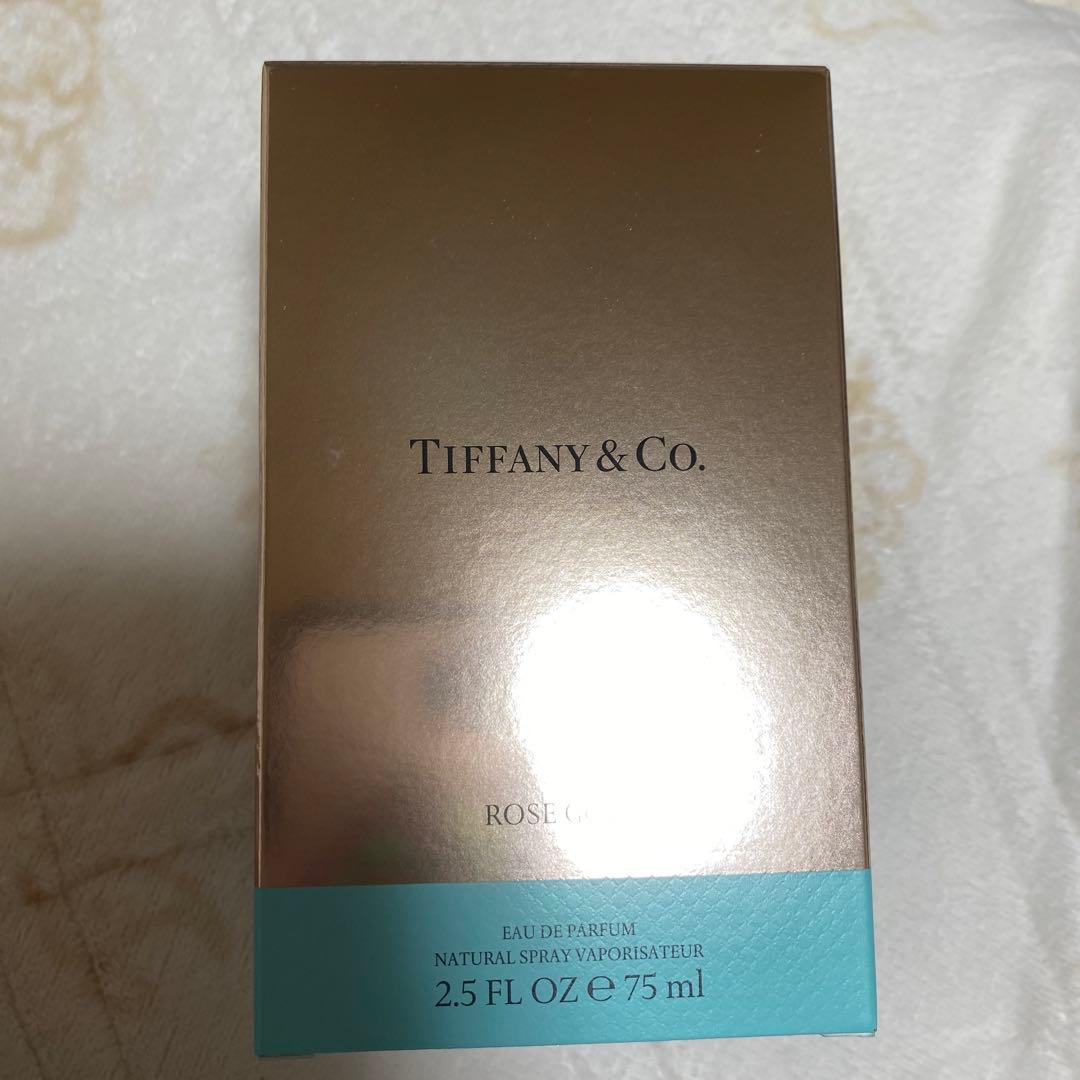 TIFFANY & CO.
ROSE
EAU DE PARFUM
NATURAL SPRAY VAPORISATEUR
2.5 FL OZ ℮ 75 ml